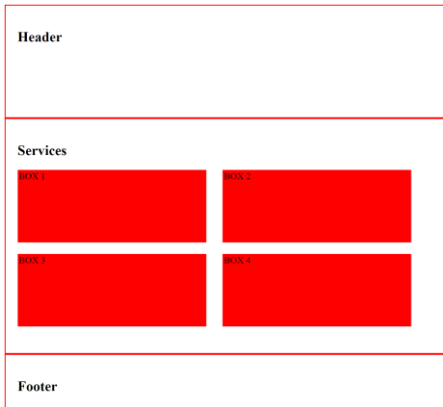 Header
Services
BOX 1
BOX 2
BOX 3
BOX 4
Footer